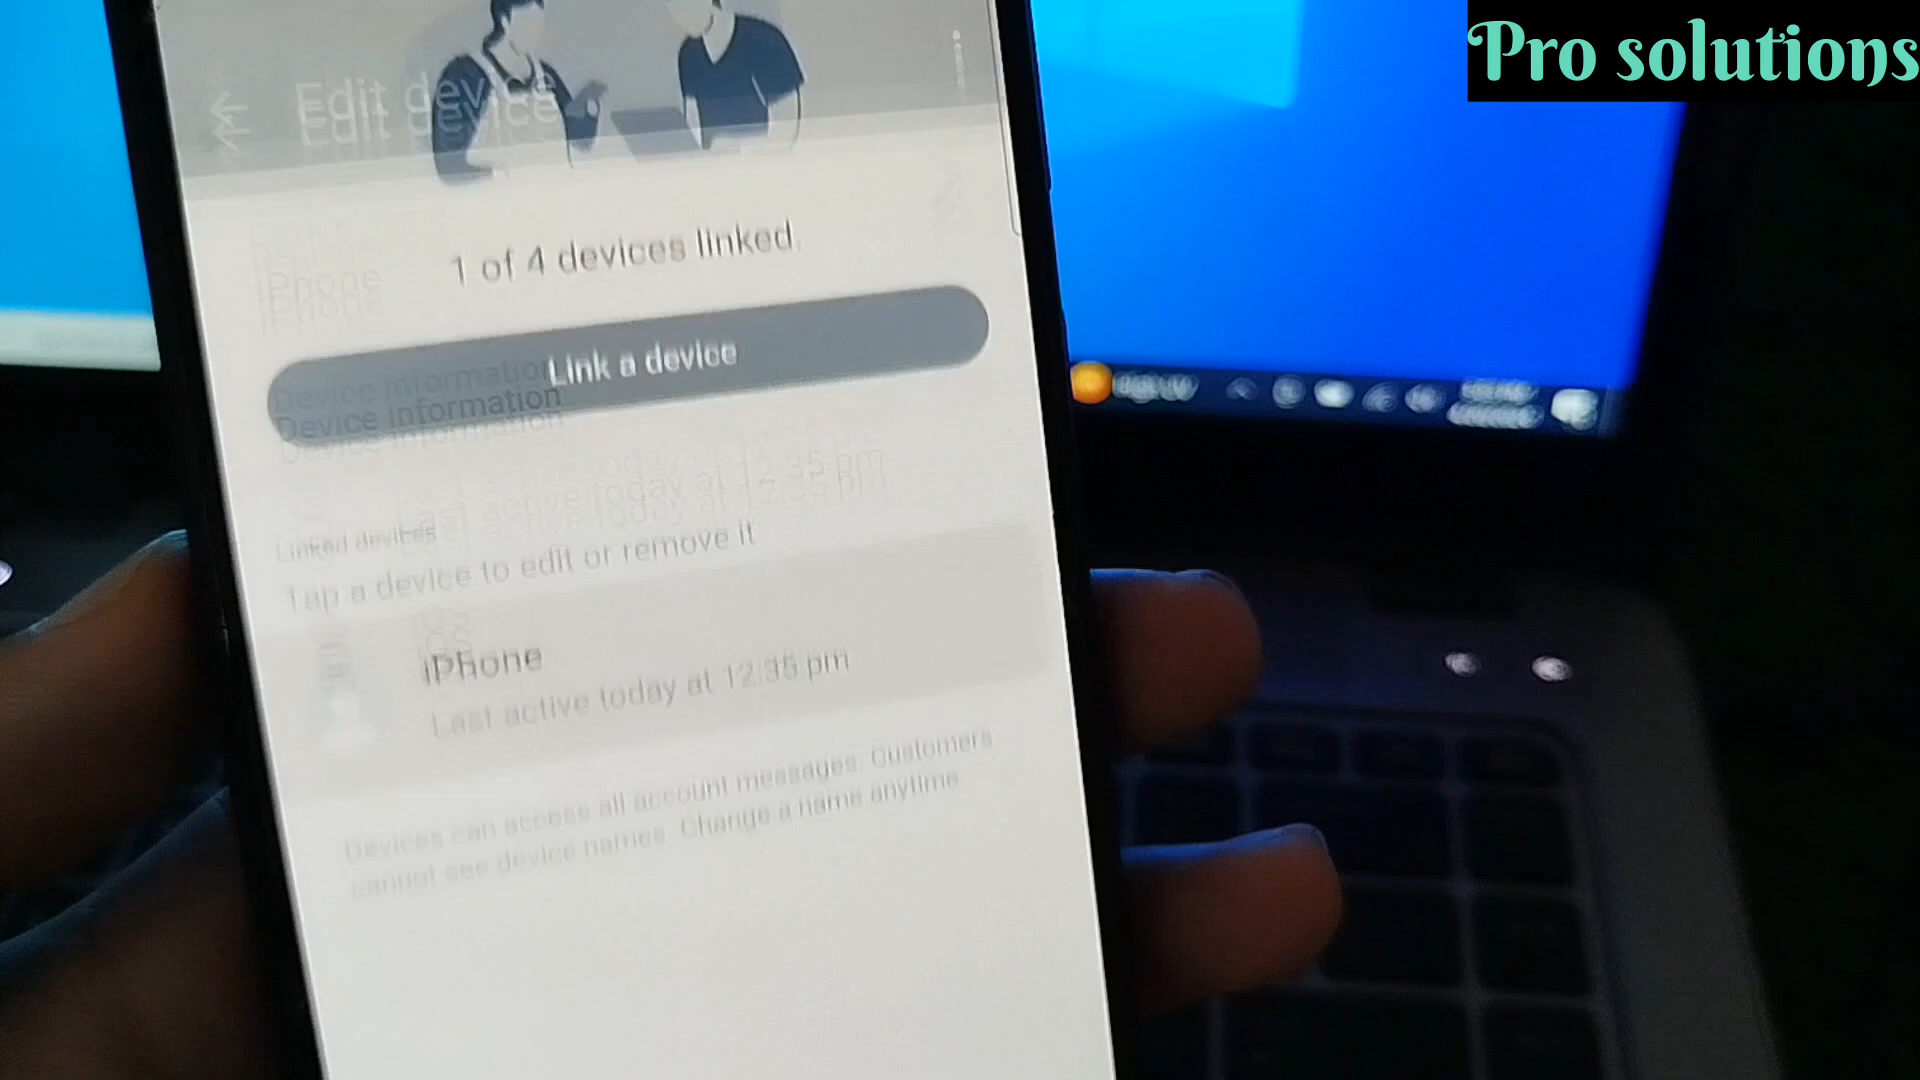 Pro solutions
Edit device
1 of 4 devices linked.
iPhone
Link a device
Device information
Last active today at 12:35 pm
Linked devices
Tap a device to edit or remove it
iPhone
Last active today at 12:35 pm
Devices can access all account messages. Customers
cannot see device names. Change a name anytime.